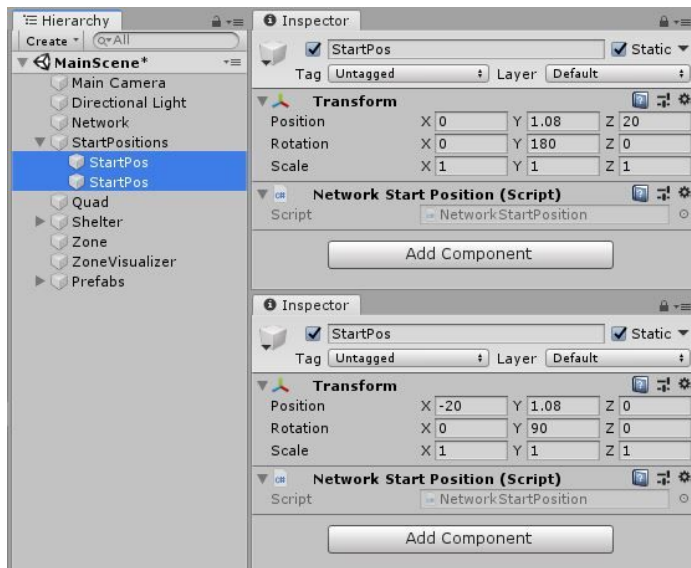 Hierarchy
Create
All
MainScene*
Main Camera
Directional Light
Network
StartPositions
StartPos
StartPos
Quad
Shelter
Zone
ZoneVisualizer
Prefabs
Inspector
StartPos
Static
Tag Untagged Layer Default
Transform
Position X 0 Y 1.08 Z 20
Rotation X 0 Y 180 Z 0
Scale X 1 Y 1 Z 1
Network Start Position (Script)
Script NetworkStartPosition
Add Component
Inspector
StartPos
Static
Tag Untagged Layer Default
Transform
Position X -20 Y 1.08 Z 0
Rotation X 0 Y 90 Z 0
Scale X 1 Y 1 Z 1
Network Start Position (Script)
Script NetworkStartPosition
Add Component